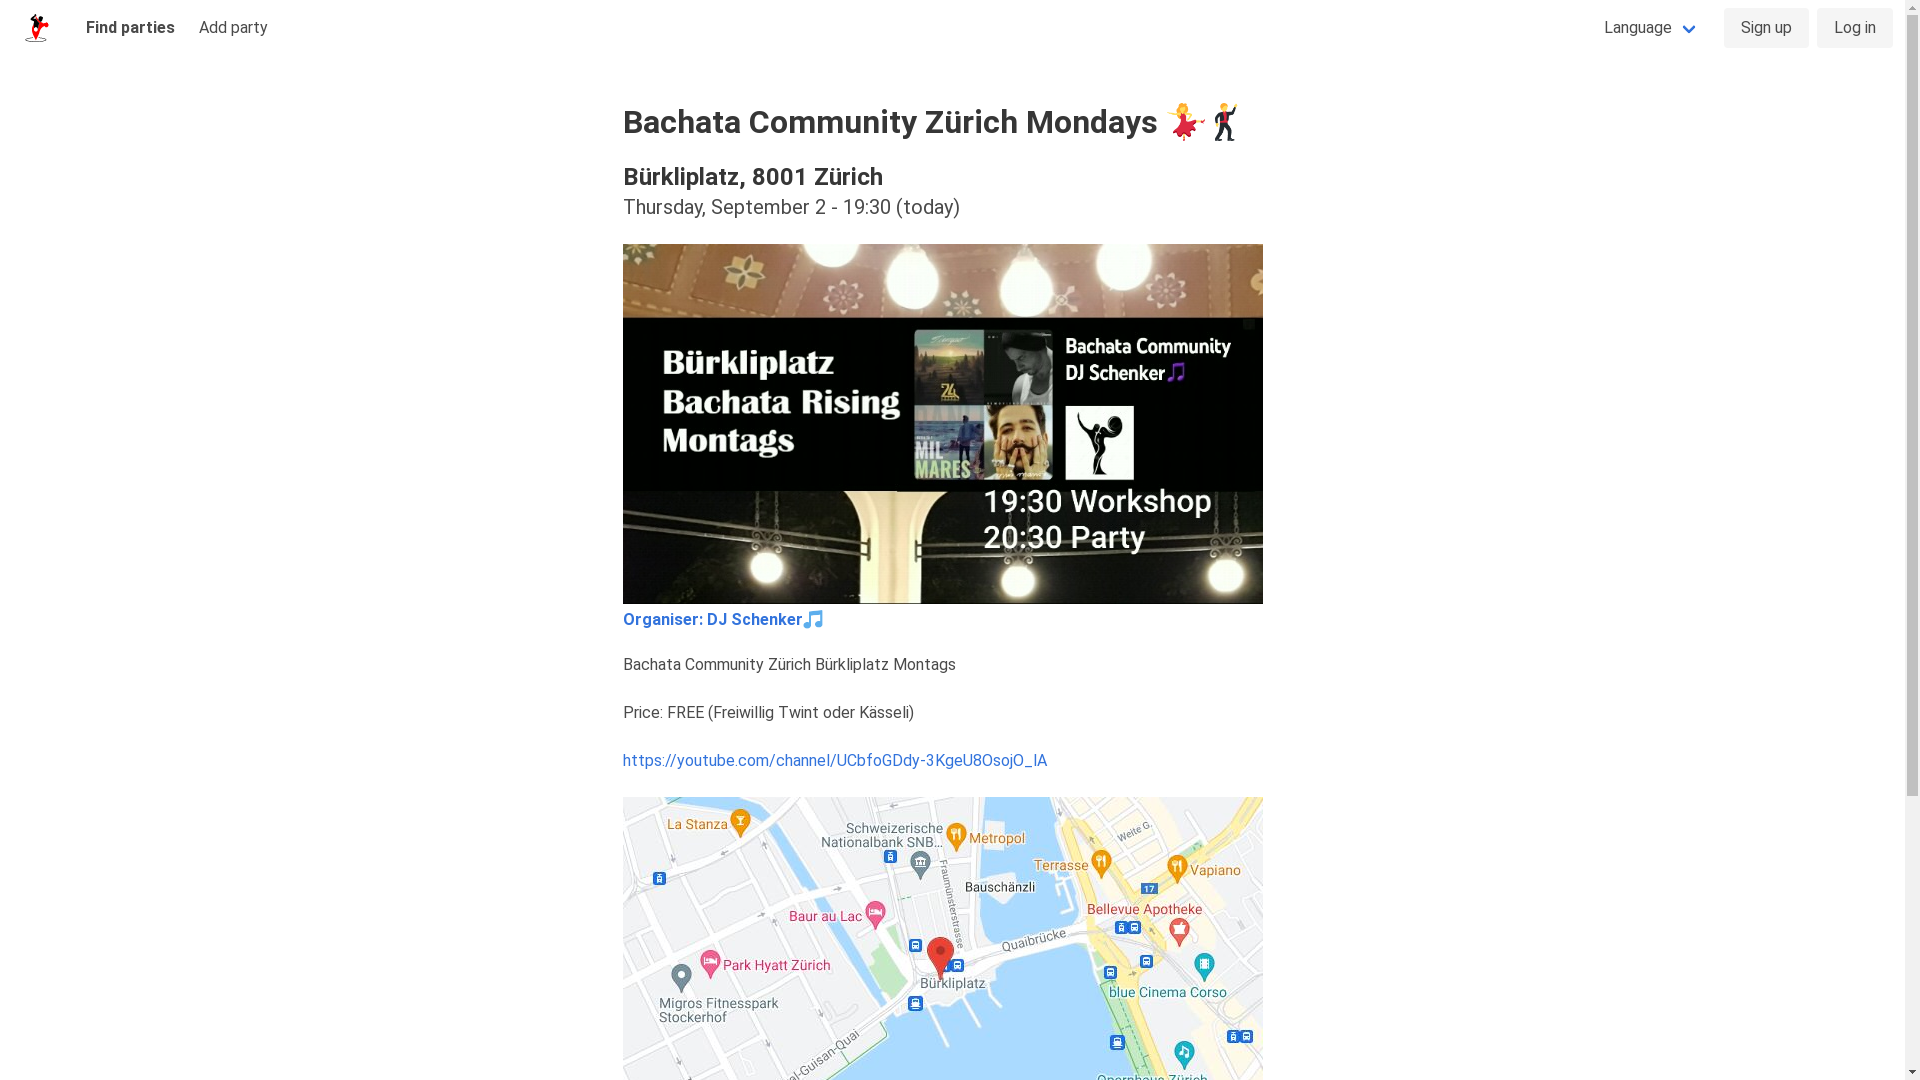 Find parties
Add party
Language
Sign up
Log in
Bachata Community Zürich Mondays 💃🕺
Bürkliplatz, 8001 Zürich
Thursday, September 2 - 19:30 (today)
Bürkliplatz
Bachata Rising
Montags
24
MIL
MARES
Bachata Community
DJ Schenker🎵
19:30 Workshop
20:30 Party
Organiser: DJ Schenker🎵
Bachata Community Zürich Bürkliplatz Montags
Price: FREE (Freiwillig Twint oder Kässeli)
https://youtube.com/channel/UCbfoGDdy-3KgeU8OsojO_lA
La Stanza
Schweizerische
Nationalbank SNB...
Metropol
Weite G.
Terrasse
Vapiano
17
Fraumünsterstrasse
Bauschänzli
Bellevue Apotheke
Baur au Lac
Quaibrücke
Park Hyatt Zürich
Bürkliplatz
blue Cinema Corso
Migros Fitnesspark
Stockerhof
al-Guisan-Quai
Opernhaus Zürich